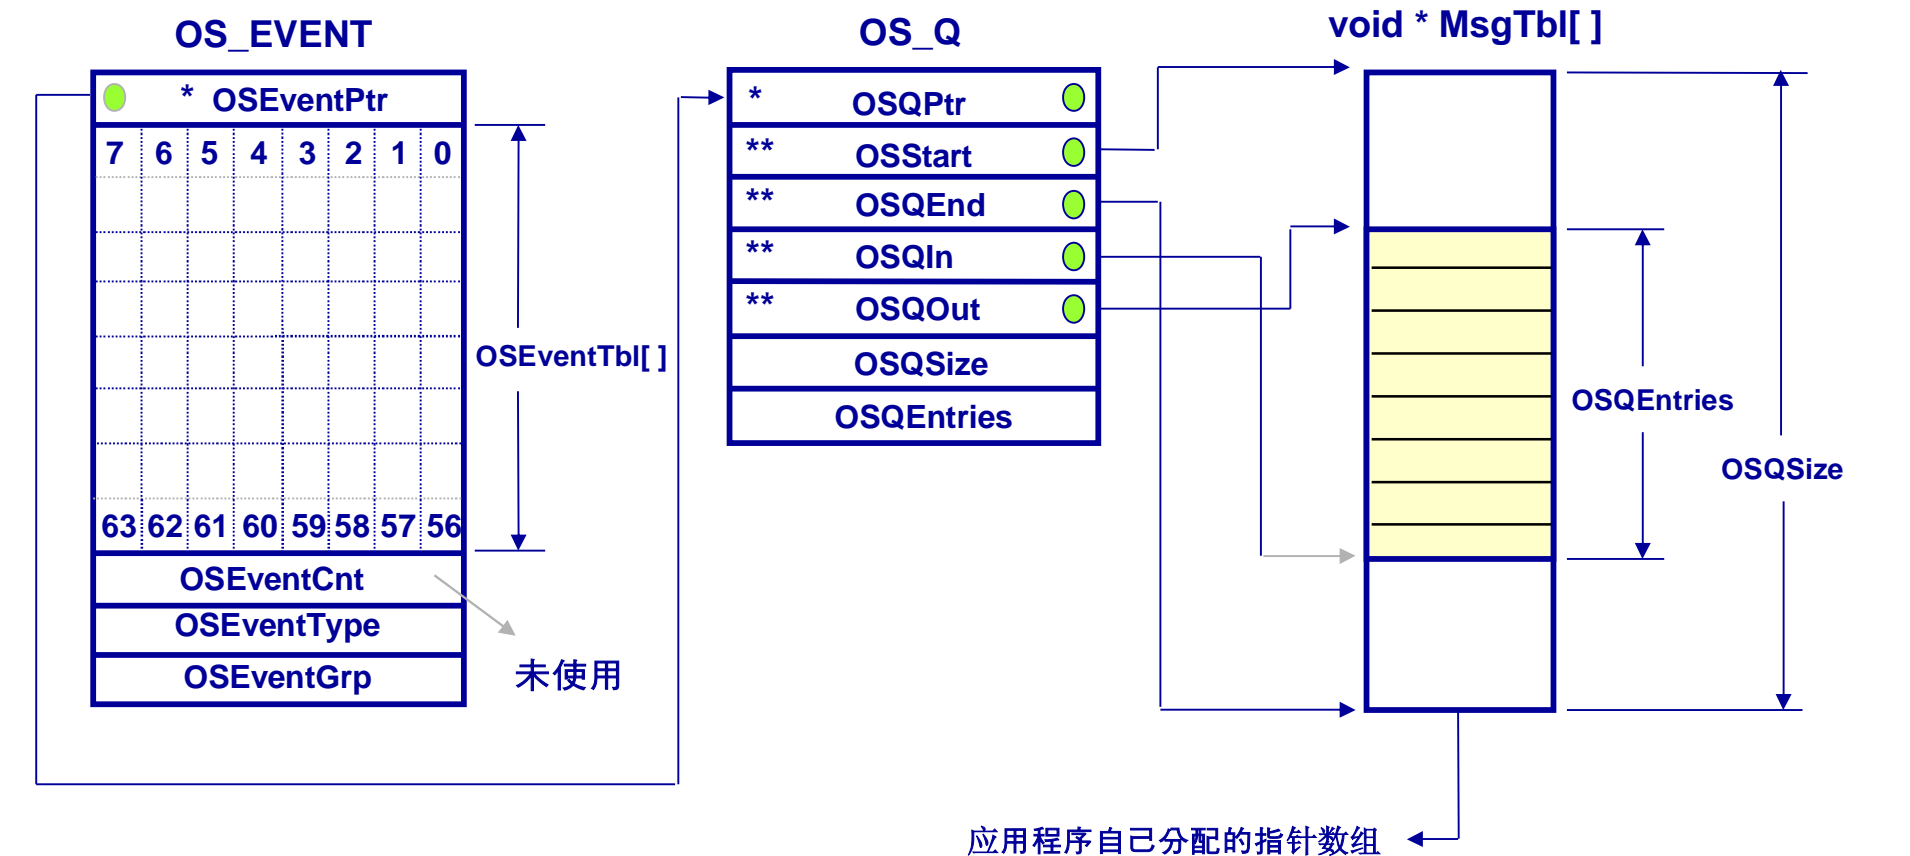 OS_EVENT
* OSEventPtr
7 6 5 4 3 2 1 0
63 62 61 60 59 58 57 56
OSEventCnt
OSEventType
OSEventGrp
OSEventTbl[ ]
未使用
OS_Q
* OSQPtr
** OSStart
** OSQEnd
** OSQIn
** OSQOut
OSQSize
OSQEntries
void * MsgTbl[ ]
OSQEntries
OSQSize
应用程序自己分配的指针数组